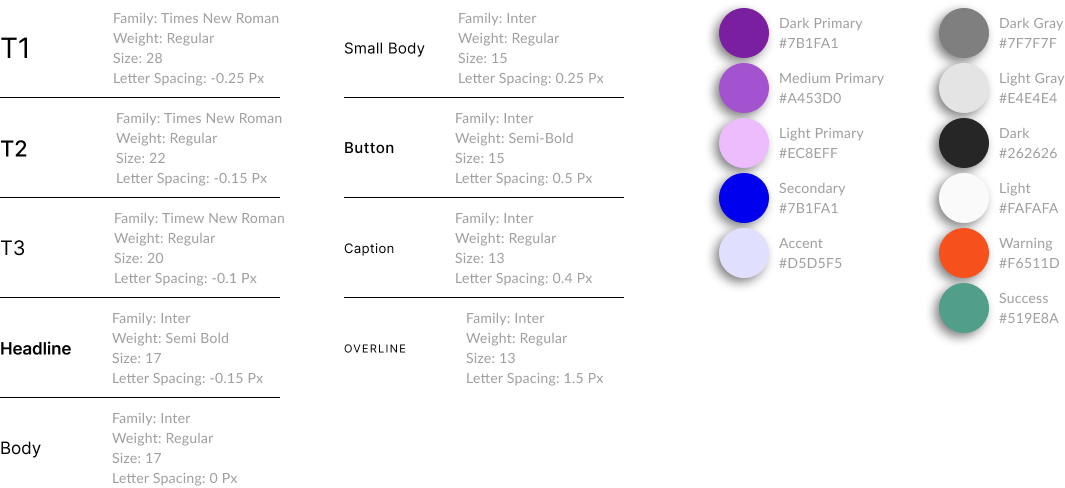 T1
Family: Times New Roman
Weight: Regular
Size: 28
Letter Spacing: -0.25 Px
T2
Family: Times New Roman
Weight: Regular
Size: 22
Letter Spacing: -0.15 Px
T3
Family: Timew New Roman
Weight: Regular
Size: 20
Letter Spacing: -0.1 Px
Headline
Family: Inter
Weight: Semi Bold
Size: 17
Letter Spacing: -0.15 Px
Body
Family: Inter
Weight: Regular
Size: 17
Letter Spacing: 0 Px
Small Body
Family: Inter
Weight: Regular
Size: 15
Letter Spacing: 0.25 Px
Button
Family: Inter
Weight: Semi-Bold
Size: 15
Letter Spacing: 0.5 Px
Caption
Family: Inter
Weight: Regular
Size: 13
Letter Spacing: 0.4 Px
OVERLINE
Family: Inter
Weight: Regular
Size: 13
Letter Spacing: 1.5 Px
Dark Primary
#7B1FA1
Medium Primary
#A453D0
Light Primary
#EC8EFF
Secondary
#7B1FA1
Accent
#D5D5F5
Dark Gray
#7F7F7F
Light Gray
#E4E4E4
Dark
#262626
Light
#FAFAFA
Warning
#F6511D
Success
#519E8A